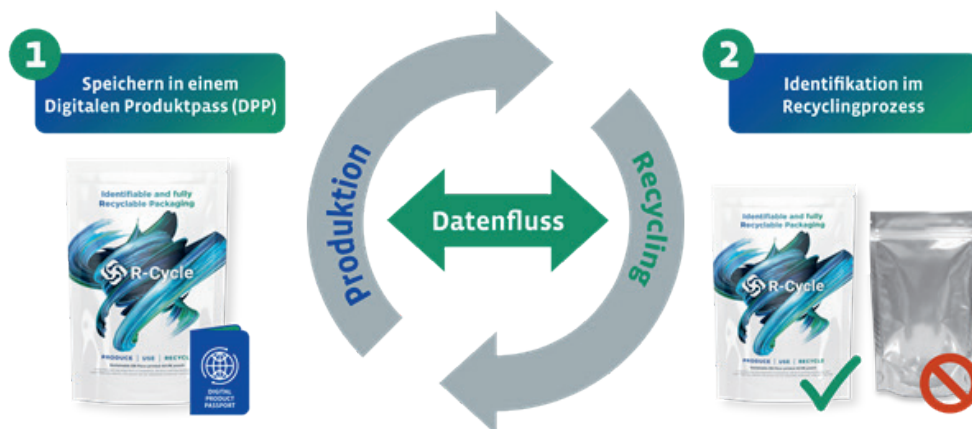 1
Speichern in einem
Digitalen Produktpass (DPP)
Identifiable and fully
Recyclable Packaging
R-Cycle
PRODUCE | USE | RECYCLE
DIGITAL
PRODUCT
PASSPORT
Produktion
Datenfluss
Recycling
2
Identifikation im
Recyclingprozess
Identifiable and fully
Recyclable Packaging
R-Cycle
PRODUCE | USE | RECYCLE